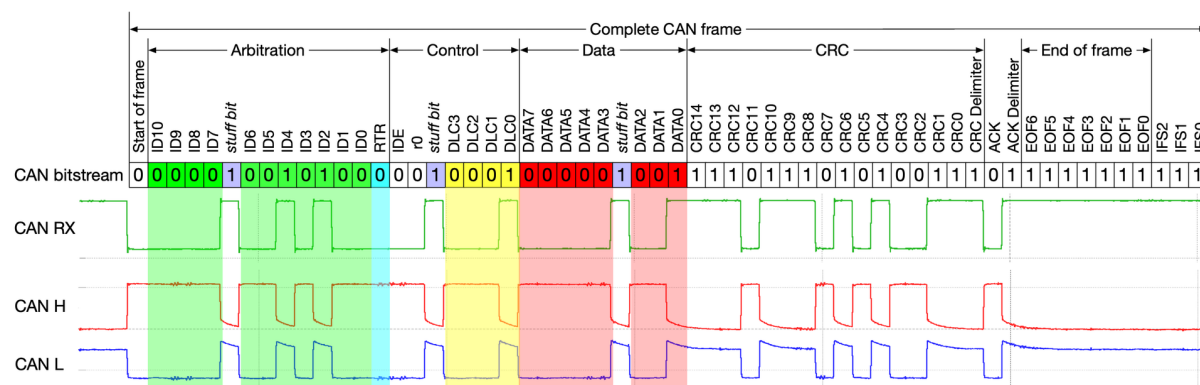 Complete CAN frame
Arbitration
Control
Data
CRC
End of frame
Start of frame
ID10
ID9
ID8
ID7
stuff bit
ID6
ID5
ID4
ID3
ID2
ID1
ID0
RTR
IDE
r0
stuff bit
DLC3
DLC2
DLC1
DLC0
DATA7
DATA6
DATA5
DATA4
DATA3
stuff bit
DATA2
DATA1
DATA0
CRC14
CRC13
CRC12
CRC11
CRC10
CRC9
CRC8
CRC7
CRC6
CRC5
CRC4
CRC3
CRC2
CRC1
CRC0
CRC Delimiter
ACK
ACK Delimiter
EOF6
EOF5
EOF4
EOF3
EOF2
EOF1
EOF0
IFS2
IFS1
IFS0
CAN bitstream 0 0 0 0 0 1 0 0 1 0 1 0 0 0 0 0 1 0 0 0 1 0 0 0 0 0 1 0 0 1 1 1 1 0 1 1 1 0 1 0 1 0 0 1 1 1 0 1 1 1 1 1 1 1 1 1 1 1
CAN RX
CAN H
CAN L